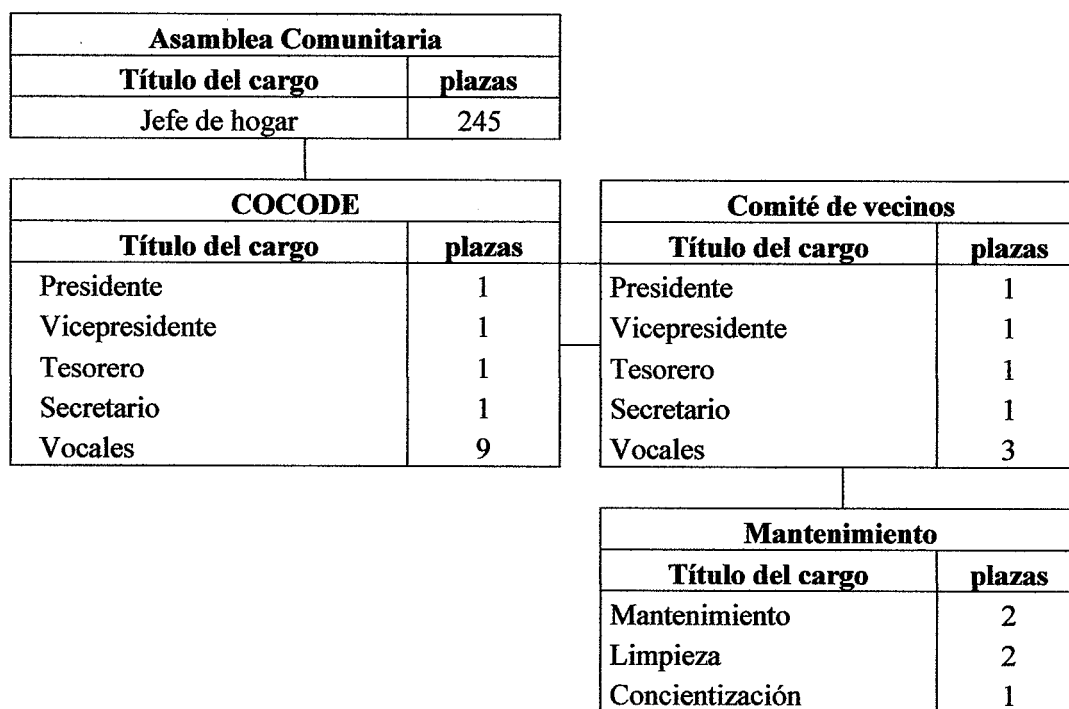 Asamblea Comunitaria
Título del cargo plazas
Jefe de hogar 245
COCODE
Título del cargo plazas
Presidente 1
Vicepresidente 1
Tesorero 1
Secretario 1
Vocales 9
Comité de vecinos
Título del cargo plazas
Presidente 1
Vicepresidente 1
Tesorero 1
Secretario 1
Vocales 3
Mantenimiento
Título del cargo plazas
Mantenimiento 2
Limpieza 2
Concientización 1